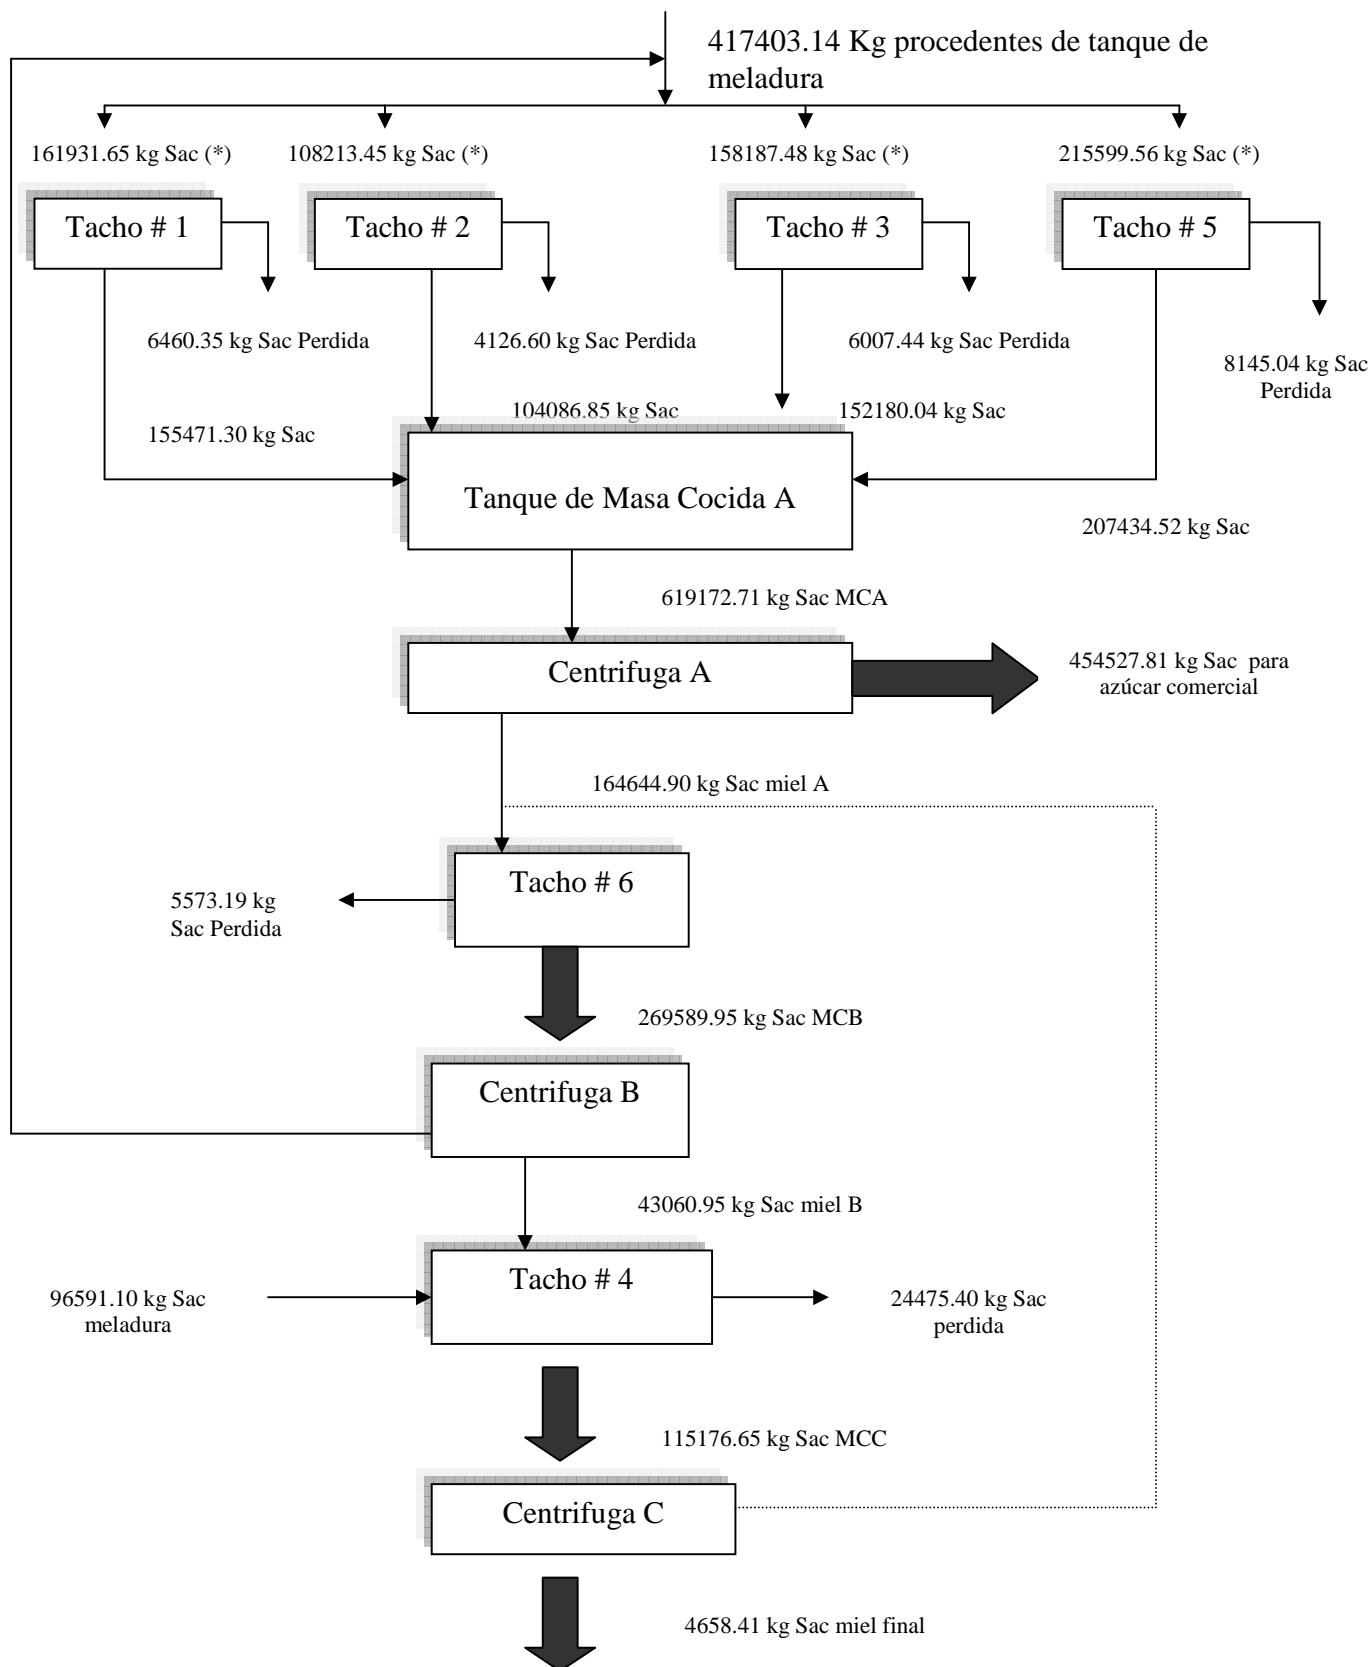 417403.14 Kg procedentes de tanque de
meladura
161931.65 kg Sac (*)
108213.45 kg Sac (*)
158187.48 kg Sac (*)
215599.56 kg Sac (*)
Tacho # 1
Tacho # 2
Tacho # 3
Tacho # 5
6460.35 kg Sac Perdida
4126.60 kg Sac Perdida
6007.44 kg Sac Perdida
8145.04 kg Sac
Perdida
155471.30 kg Sac
104086.85 kg Sac
152180.04 kg Sac
Tanque de Masa Cocida A
207434.52 kg Sac
619172.71 kg Sac MCA
Centrifuga A
454527.81 kg Sac  para
azúcar comercial
164644.90 kg Sac miel A
Tacho # 6
5573.19 kg
Sac Perdida
269589.95 kg Sac MCB
Centrifuga B
43060.95 kg Sac miel B
Tacho # 4
96591.10 kg Sac
meladura
24475.40 kg Sac
perdida
115176.65 kg Sac MCC
Centrifuga C
4658.41 kg Sac miel final